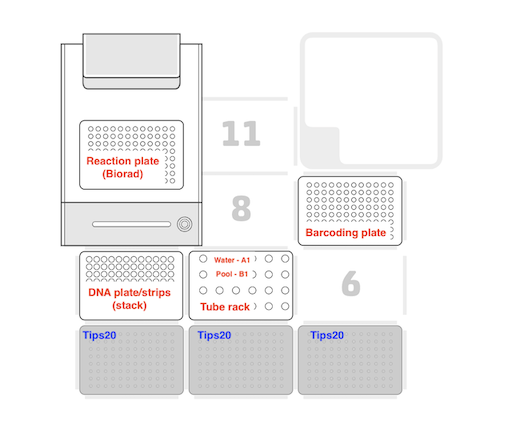 11
Reaction plate
(Biorad)
8
Barcoding plate
Water - A1
Pool - B1
DNA plate/strips
(stack)
Tube rack
6
Tips20
Tips20
Tips20